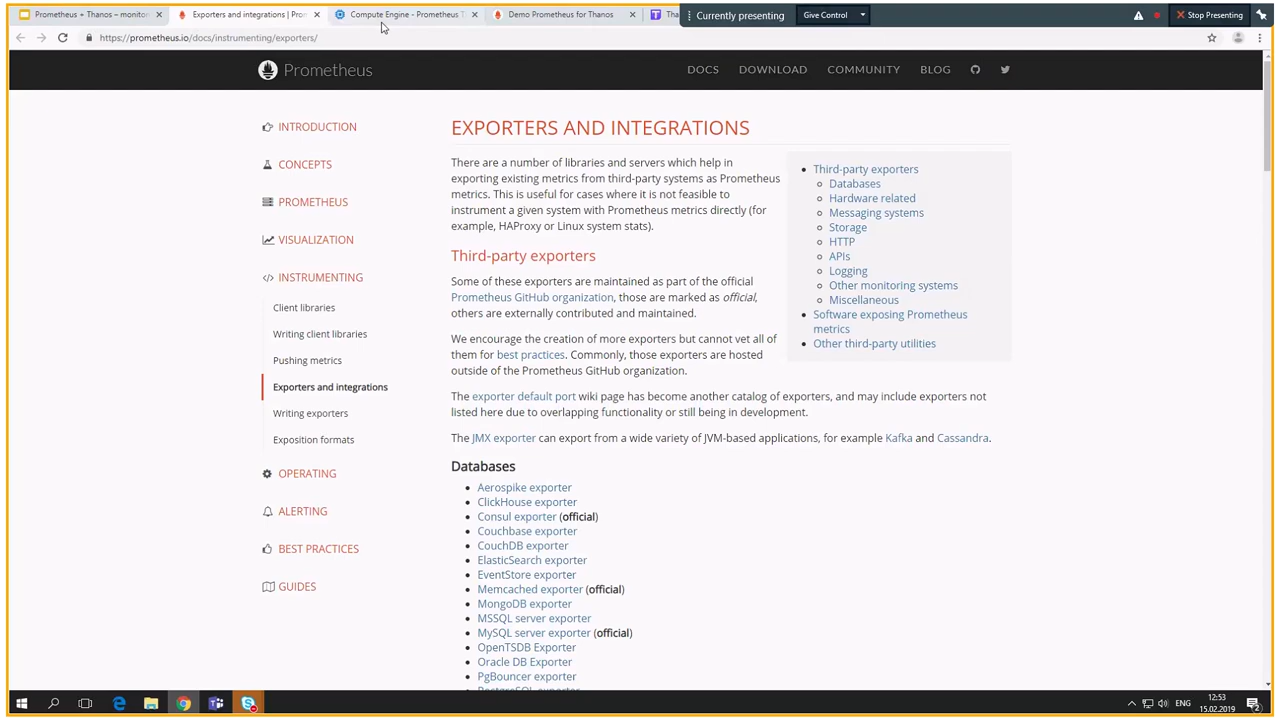 Prometheus + Thanos – monitor
Exporters and integrations | Prom
Compute Engine - Prometheus T
Demo Prometheus for Thanos
Tha
Currently presenting
Give Control
Stop Presenting
https://prometheus.io/docs/instrumenting/exporters/
Prometheus
DOCS
DOWNLOAD
COMMUNITY
BLOG
INTRODUCTION
CONCEPTS
PROMETHEUS
VISUALIZATION
INSTRUMENTING
Client libraries
Writing client libraries
Pushing metrics
Exporters and integrations
Writing exporters
Exposition formats
OPERATING
ALERTING
BEST PRACTICES
GUIDES
EXPORTERS AND INTEGRATIONS
There are a number of libraries and servers which help in
exporting existing metrics from third-party systems as Prometheus
metrics. This is useful for cases where it is not feasible to
instrument a given system with Prometheus metrics directly (for
example, HAProxy or Linux system stats).
Third-party exporters
Databases
Hardware related
Messaging systems
Storage
HTTP
APIs
Logging
Other monitoring systems
Miscellaneous
Software exposing Prometheus
metrics
Other third-party utilities
Third-party exporters
Some of these exporters are maintained as part of the official
Prometheus GitHub organization, those are marked as official,
others are externally contributed and maintained.
We encourage the creation of more exporters but cannot vet all of
them for best practices. Commonly, those exporters are hosted
outside of the Prometheus GitHub organization.
The exporter default port wiki page has become another catalog of exporters, and may include exporters not
listed here due to overlapping functionality or still being in development.
The JMX exporter can export from a wide variety of JVM-based applications, for example Kafka and Cassandra.
Databases
Aerospike exporter
ClickHouse exporter
Consul exporter (official)
Couchbase exporter
CouchDB exporter
ElasticSearch exporter
EventStore exporter
Memcached exporter (official)
MongoDB exporter
MSSQL server exporter
MySQL server exporter (official)
OpenTSDB Exporter
Oracle DB Exporter
PgBouncer exporter
PostgreSQL exporter
ENG
12:53
15.02.2019
2